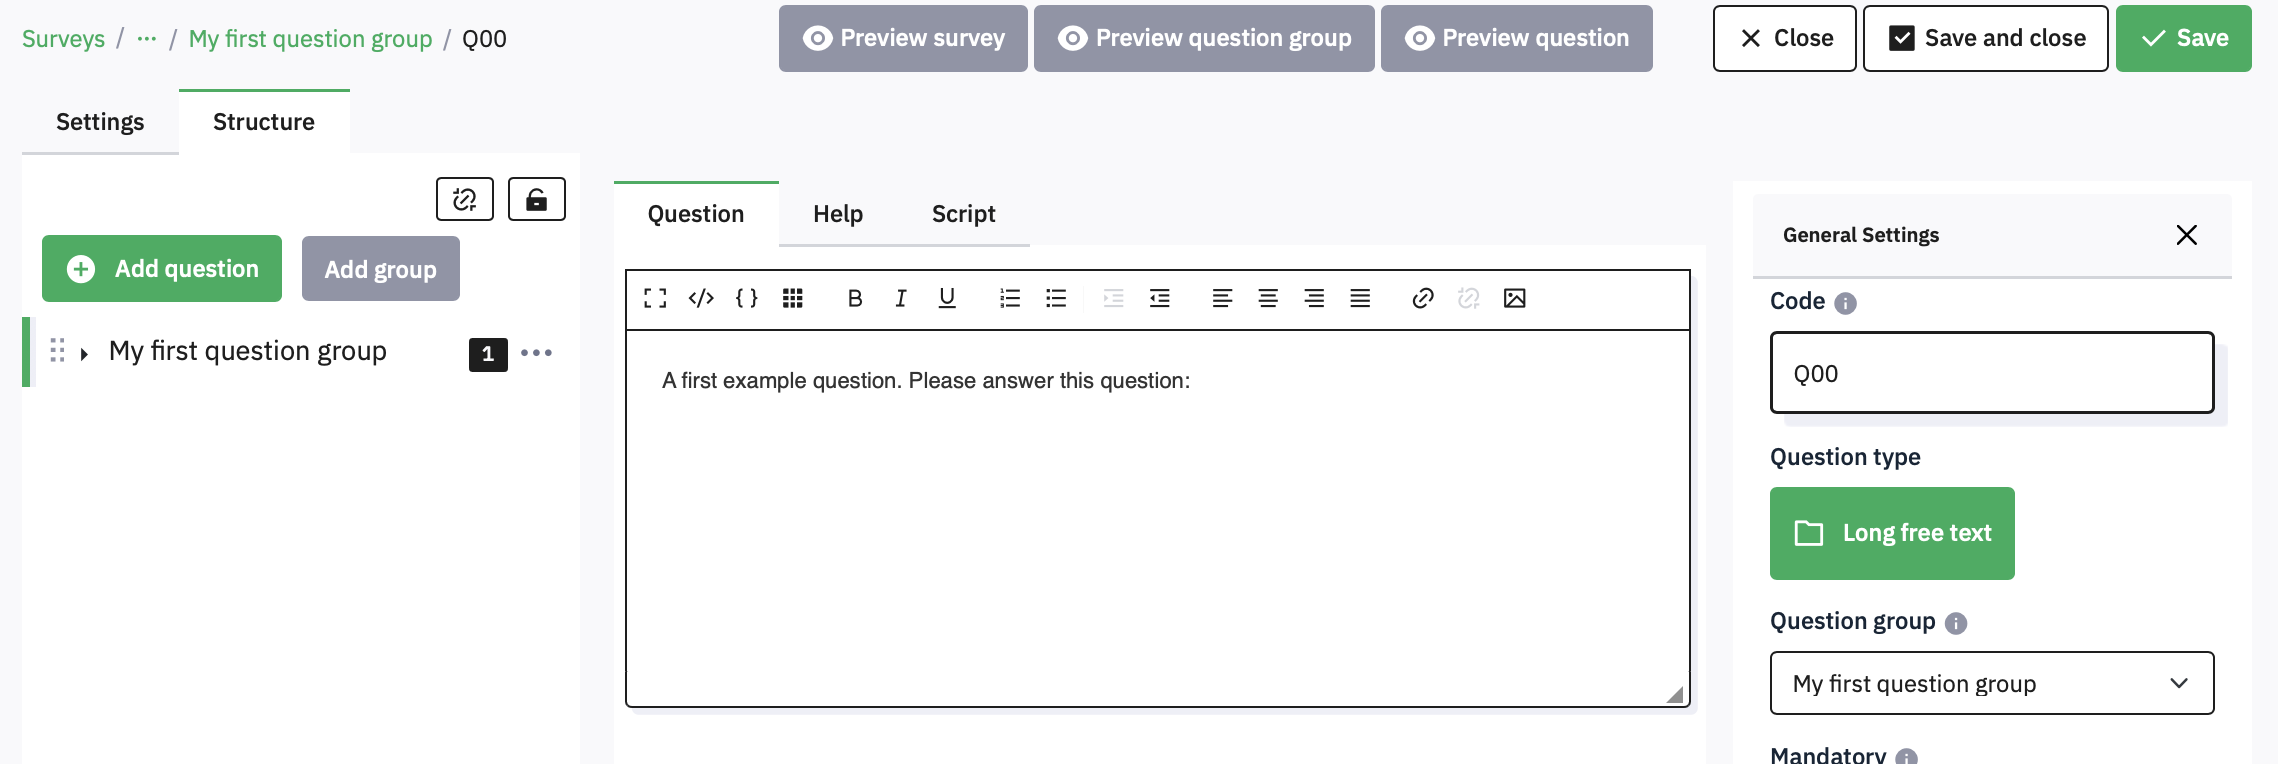 Surveys / ... / My first question group / Q00
Preview survey
Preview question group
Preview question
Close
Save and close
Save
Settings
Structure
Add question
Add group
My first question group 1
Question
Help
Script
A first example question. Please answer this question:
General Settings
Code
Q00
Question type
Long free text
Question group
My first question group
Mandatory